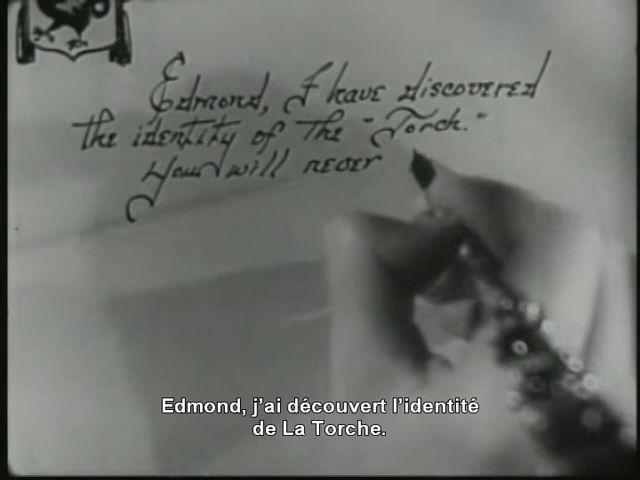 Edmond, I have discovered
the identity of the "Torch."
You will never
Edmond, j'ai découvert l'identité
de La Torche.